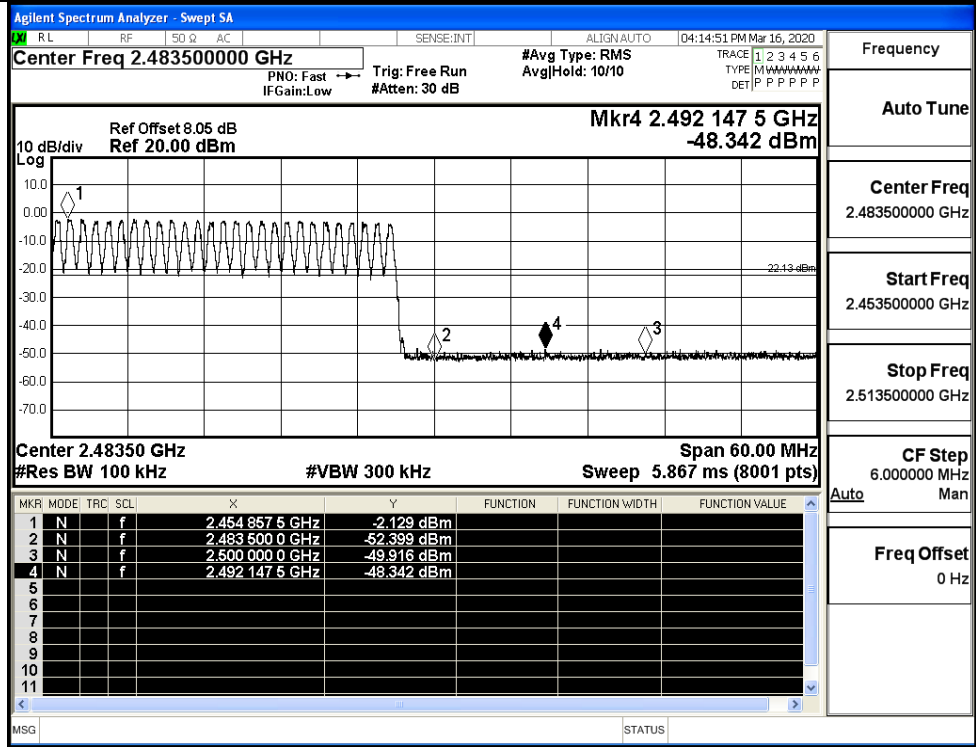 Agilent Spectrum Analyzer - Swept SA
LXI RL RF 50 Ω AC SENSE:INT ALIGNAUTO 04:14:51 PM Mar 16, 2020
Center Freq 2.483500000 GHz
PNO: Fast
IFGain:Low
Trig: Free Run
#Atten: 30 dB
#Avg Type: RMS
Avg|Hold: 10/10
TRACE 1 2 3 4 5 6
TYPE M WWWWW
DET P P P P P P
Mkr4 2.492 147 5 GHz
-48.342 dBm
Ref Offset 8.05 dB
10 dB/div Ref 20.00 dBm
Log
10.0
0.00
-10.0
-20.0
-30.0
-40.0
-50.0
-60.0
-70.0
1
22.13 dBm
2
4
3
Center 2.48350 GHz Span 60.00 MHz
#Res BW 100 kHz #VBW 300 kHz Sweep 5.867 ms (8001 pts)
MKR MODE TRC SCL X Y FUNCTION FUNCTION WIDTH FUNCTION VALUE
1 N f 2.454 857 5 GHz -2.129 dBm
2 N f 2.483 500 0 GHz -52.399 dBm
3 N f 2.500 000 0 GHz -49.916 dBm
4 N f 2.492 147 5 GHz -48.342 dBm
5
6
7
8
9
10
11
MSG STATUS
Frequency
Auto Tune
Center Freq
2.483500000 GHz
Start Freq
2.453500000 GHz
Stop Freq
2.513500000 GHz
CF Step
6.000000 MHz
Auto Man
Freq Offset
0 Hz